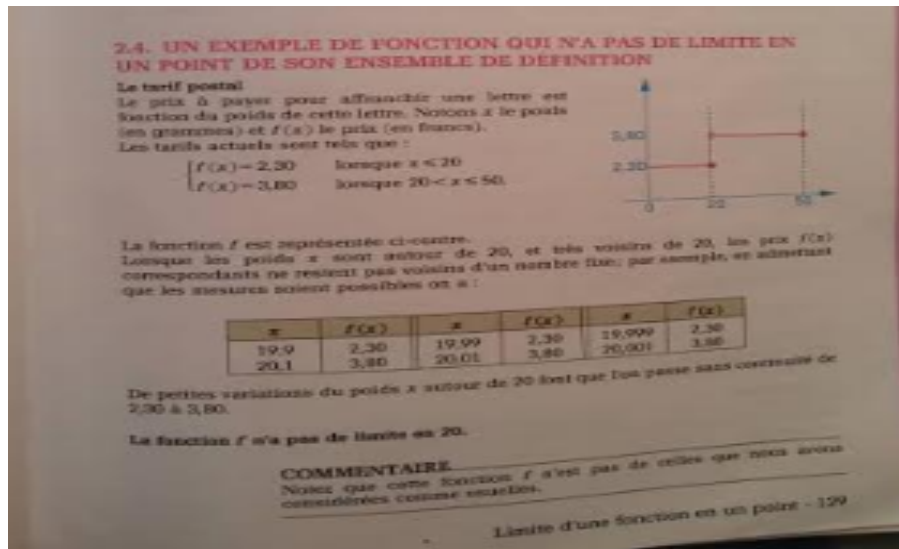 2.4. UN EXEMPLE DE FONCTION QUI N'A PAS DE LIMITE EN
UN POINT DE SON ENSEMBLE DE DÉFINITION
Le tarif postal
Le prix à payer pour affranchir une lettre est
fonction du poids de cette lettre. Notons x le poids
(en grammes) et f(x) le prix (en francs).
Les tarifs actuels sont tels que :
f(x) = 2,30 lorsque x ⩽ 20
f(x) = 3,80 lorsque 20 < x ⩽ 50.
3,80
2,30
0 20 50
La fonction f est représentée ci-contre.
Lorsque les poids x sont autour de 20, et très voisins de 20, les prix f(x)
correspondants ne restent pas voisins d'un nombre fixe; par exemple, en admettant
que les mesures soient possibles on a :
x f(x) x f(x) x f(x)
19,9 2,30 19,99 2,30 19,999 2,30
20,1 3,80 20,01 3,80 20,001 3,80
De petites variations du poids x autour de 20 font que l'on passe sans continuité de
2,30 à 3,80.
La fonction f n'a pas de limite en 20.
COMMENTAIRE
Notez que cette fonction f n'est pas de celles que nous avons
considérées comme usuelles.
Limite d'une fonction en un point - 129